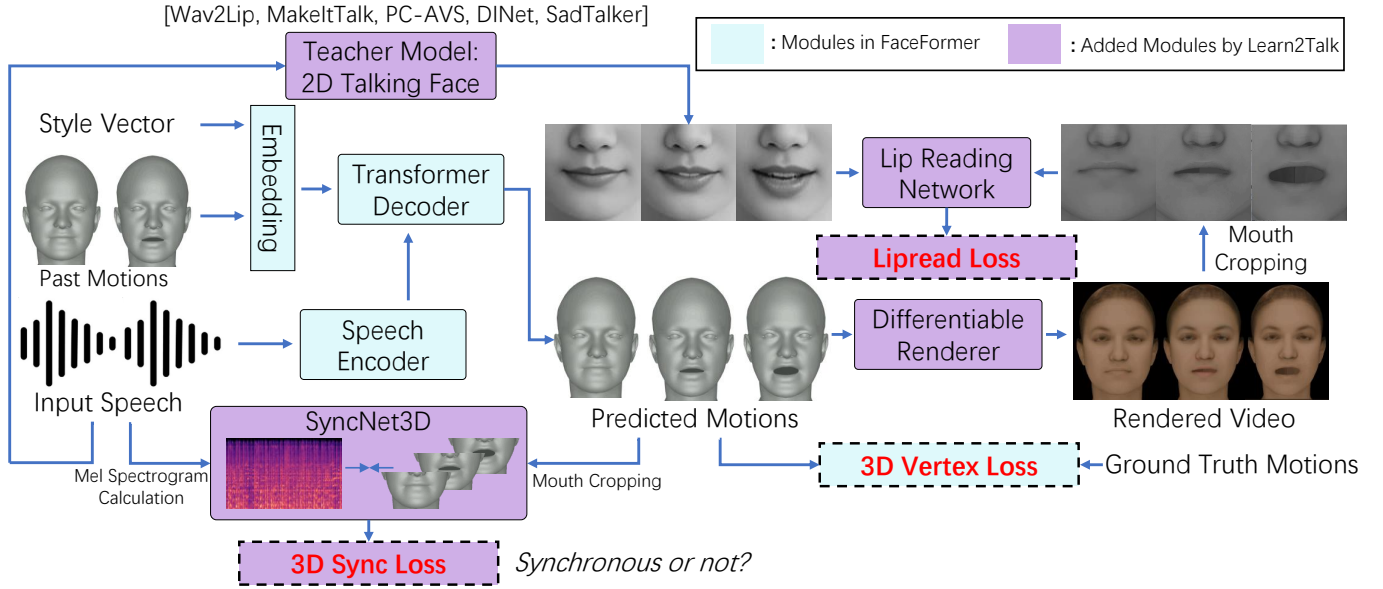 [Wav2Lip, MakeItTalk, PC-AVS, DINet, SadTalker]
Teacher Model:
2D Talking Face
: Modules in FaceFormer
: Added Modules by Learn2Talk
Style Vector
Embedding
Transformer
Decoder
Past Motions
Speech
Encoder
Input Speech
Lip Reading
Network
Lipread Loss
Mouth
Cropping
Differentiable
Renderer
Predicted Motions
Rendered Video
SyncNet3D
Mel Spectrogram
Calculation
Mouth Cropping
3D Vertex Loss
Ground Truth Motions
3D Sync Loss
Synchronous or not?